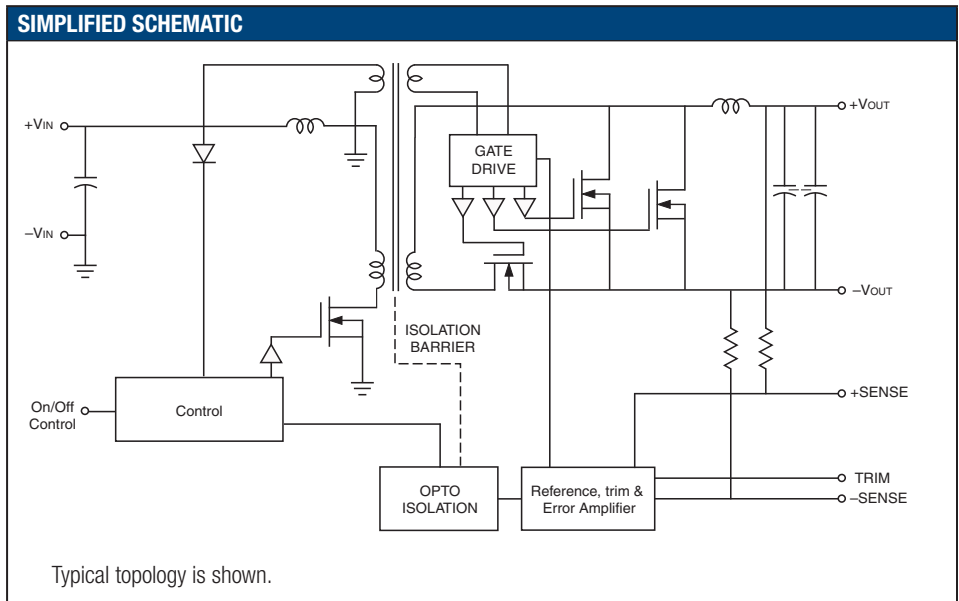 SIMPLIFIED SCHEMATIC
+VIN
−VIN
GATE
DRIVE
+VOUT
−VOUT
ISOLATION
BARRIER
On/Off
Control
Control
+SENSE
OPTO
ISOLATION
Reference, trim &
Error Amplifier
TRIM
−SENSE
Typical topology is shown.